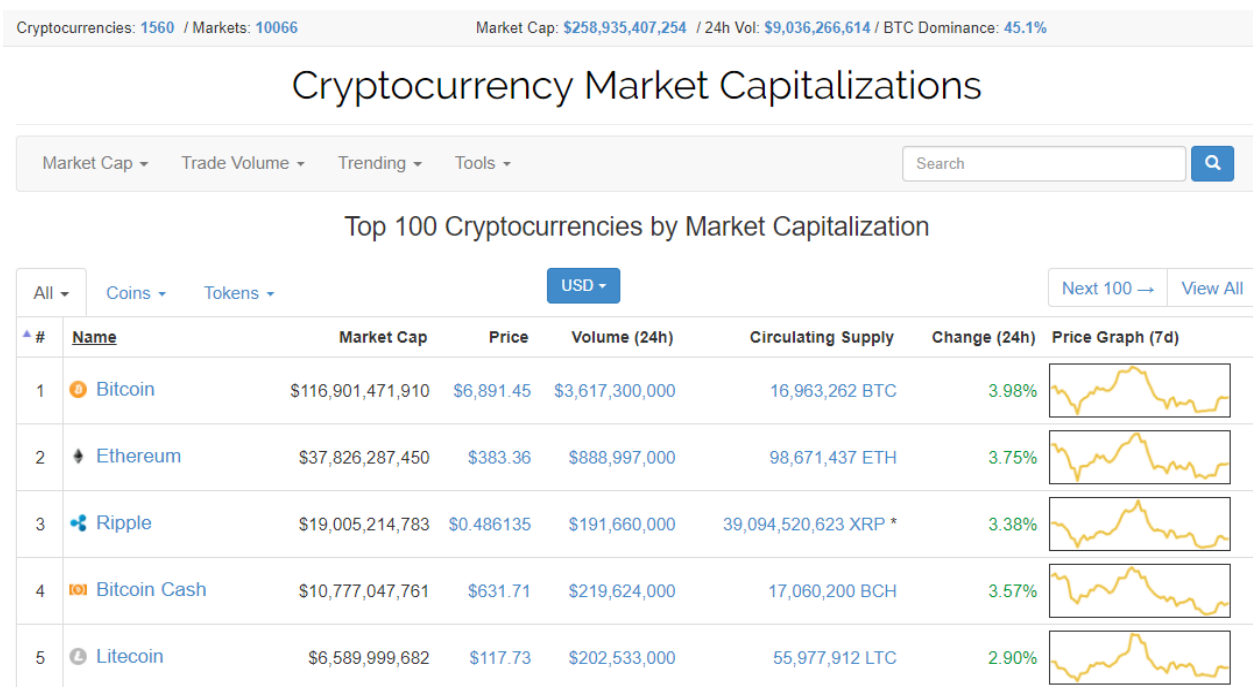 Cryptocurrencies: 1560 / Markets: 10066 Market Cap: $258,935,407,254 / 24h Vol: $9,036,266,614 / BTC Dominance: 45.1%
Cryptocurrency Market Capitalizations
Market Cap Trade Volume Trending Tools Search
Top 100 Cryptocurrencies by Market Capitalization
All Coins Tokens USD Next 100 → View All
# Name Market Cap Price Volume (24h) Circulating Supply Change (24h) Price Graph (7d)
1 Bitcoin $116,901,471,910 $6,891.45 $3,617,300,000 16,963,262 BTC 3.98%
2 Ethereum $37,826,287,450 $383.36 $888,997,000 98,671,437 ETH 3.75%
3 Ripple $19,005,214,783 $0.486135 $191,660,000 39,094,520,623 XRP * 3.38%
4 Bitcoin Cash $10,777,047,761 $631.71 $219,624,000 17,060,200 BCH 3.57%
5 Litecoin $6,589,999,682 $117.73 $202,533,000 55,977,912 LTC 2.90%